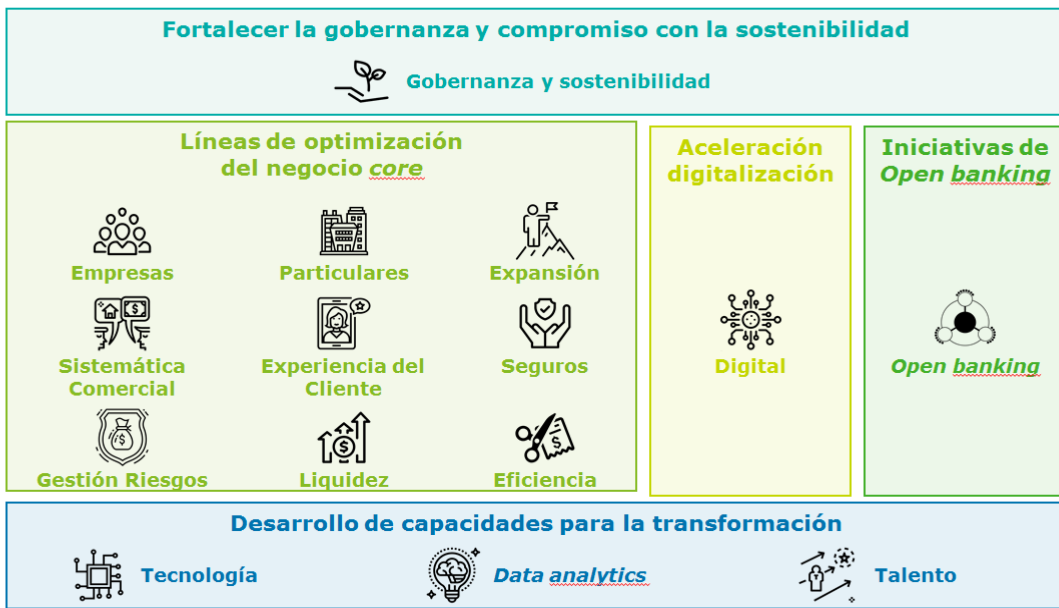 Fortalecer la gobernanza y compromiso con la sostenibilidad
Gobernanza y sostenibilidad
Líneas de optimización
del negocio core
Empresas
Particulares
Expansión
Sistemática
Comercial
Experiencia del
Cliente
Seguros
Gestión Riesgos
Liquidez
Eficiencia
Aceleración
digitalización
Digital
Iniciativas de
Open banking
Open banking
Desarrollo de capacidades para la transformación
Tecnología
Data analytics
Talento